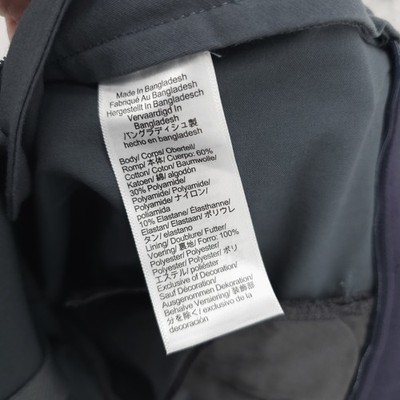 Made In Bangladesh
Fabriqué Au Bangladesh
Hergestellt In Bangladesch
Vervaardigd In
Bangladesh
バングラディシュ製
hecho en bangladesh
Body/ Corps/ Oberteil/
Romp/ 本体/ Cuerpo: 60%
Cotton/ Coton/ Baumwolle/
Katoen/ 綿/ algodón
30% Polyamide/
Polyamide/ Polyamid/
Polyamide/ ナイロン/
poliamida
10% Elastane/ Élasthanne/
Elastan/ Elastaan/ ポリウレ
タン/ elastano
Lining/ Doublure/ Futter/
Voering/ 裏地/ Forro: 100%
Polyester/ Polyester/
Polyester/ Polyester/ ポリ
エステル/ poliéster
Exclusive of Decoration/
Sauf Décoration/
Ausgenommen Dekoration/
Behalve Versiering/ 装飾部
分を除く/ exclusivo de la
decoración